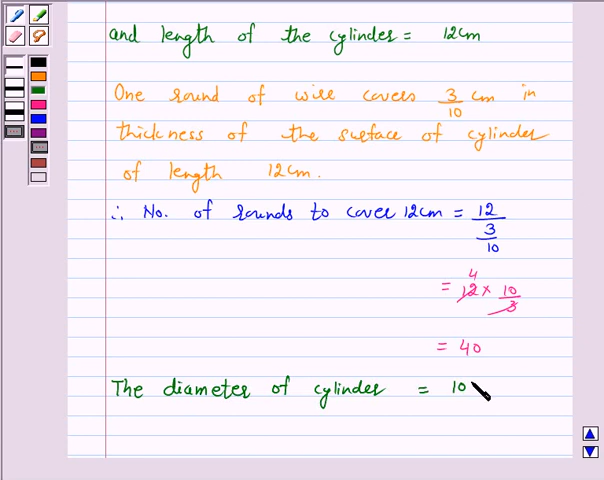 and length of the cylinder = 12cm
One round of wire covers 3/10 cm in
thickness of the surface of cylinder
of length 12cm.
∴ No. of rounds to cover 12cm = 12/(3/10)
= 4 12 × 10/3
= 40
The diameter of cylinder = 10